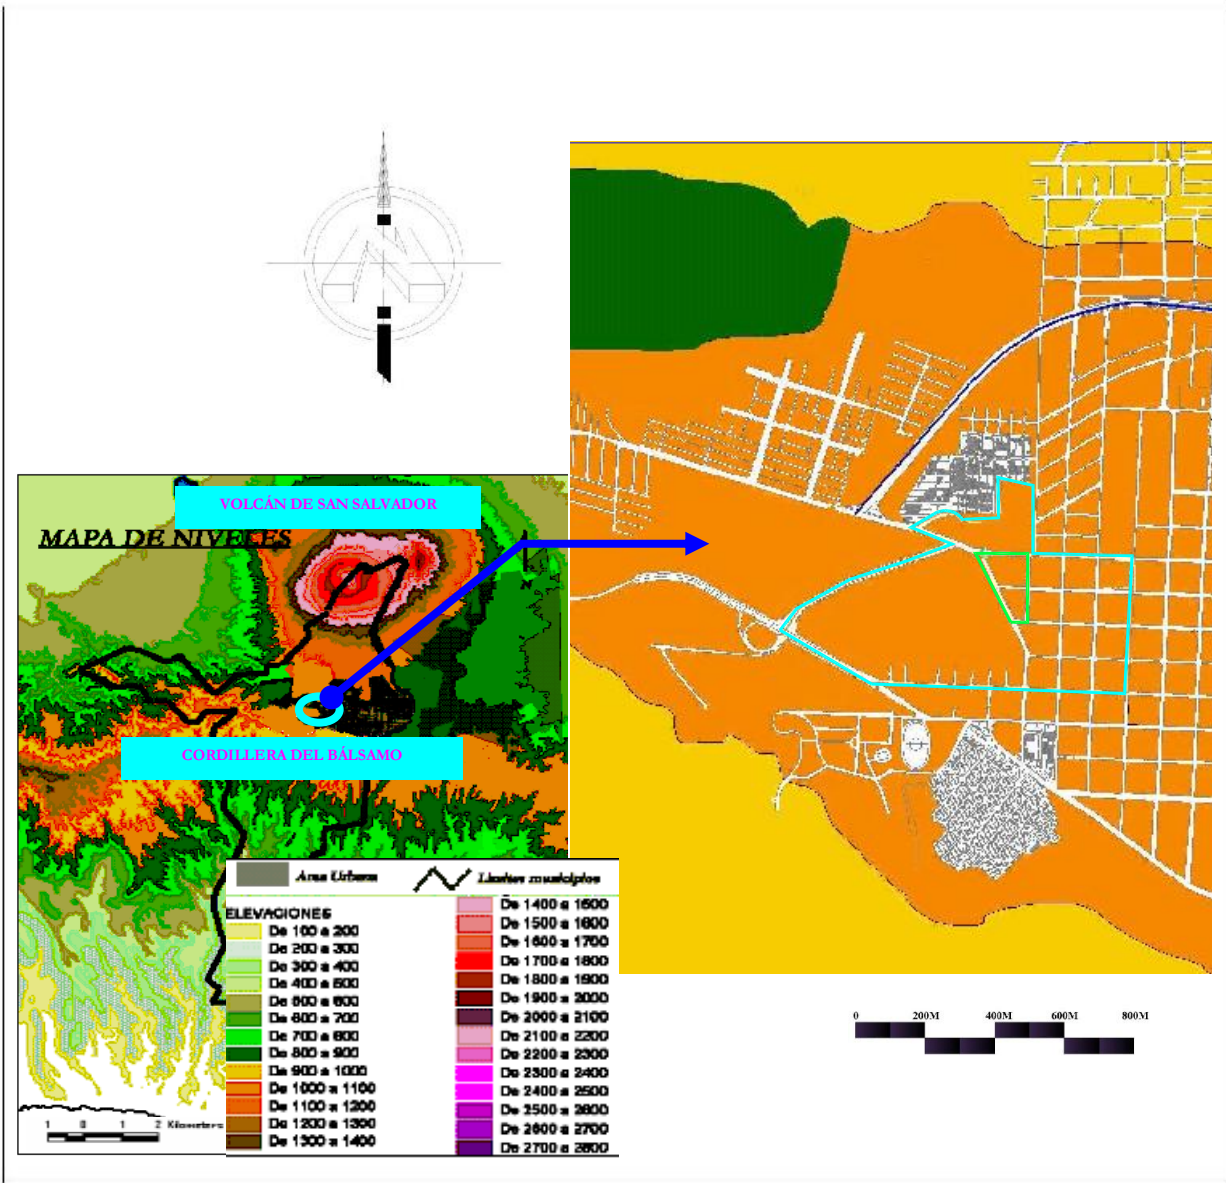 VOLCÁN DE SAN SALVADOR
MAPA DE NIVELES
CORDILLERA DEL BÁLSAMO
Area Urbana
Limites municipios
ELEVACIONES
De 100 a 200
De 200 a 300
De 300 a 400
De 400 a 500
De 500 a 600
De 600 a 700
De 700 a 800
De 800 a 900
De 900 a 1000
De 1000 a 1100
De 1100 a 1200
De 1200 a 1300
De 1300 a 1400
De 1400 a 1500
De 1500 a 1600
De 1600 a 1700
De 1700 a 1800
De 1800 a 1900
De 1900 a 2000
De 2000 a 2100
De 2100 a 2200
De 2200 a 2300
De 2300 a 2400
De 2400 a 2500
De 2500 a 2600
De 2600 a 2700
De 2700 a 2800
1 0 1 2 Kilometers
0 200M 400M 600M 800M